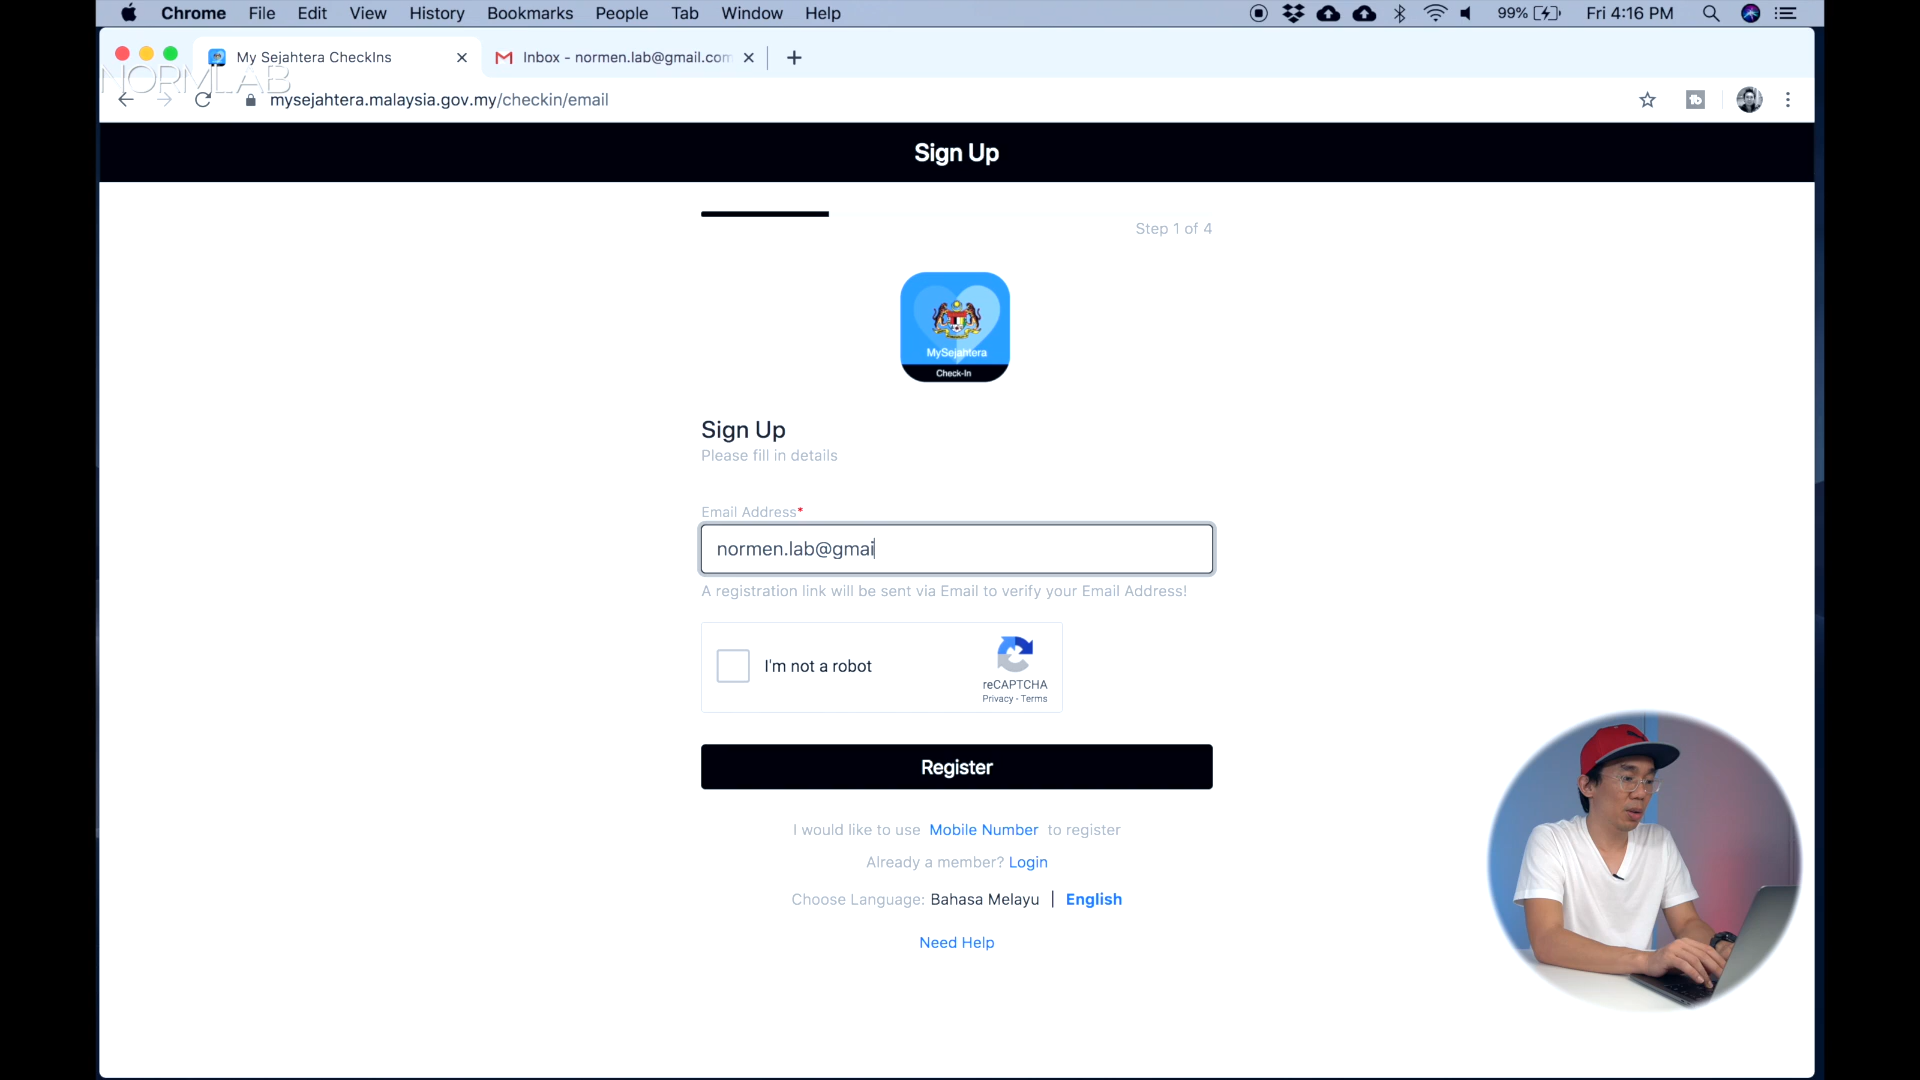 Chrome File Edit View History Bookmarks People Tab Window Help 99% Fri 4:16 PM
My Sejahtera CheckIns Inbox - normen.lab@gmail.com
NORMLAB
mysejahtera.malaysia.gov.my/checkin/email
Sign Up
Step 1 of 4
MySejahtera
Check-In
Sign Up
Please fill in details
Email Address*
normen.lab@gmai
A registration link will be sent via Email to verify your Email Address!
I'm not a robot
reCAPTCHA
Privacy - Terms
Register
I would like to use Mobile Number to register
Already a member? Login
Choose Language: Bahasa Melayu | English
Need Help